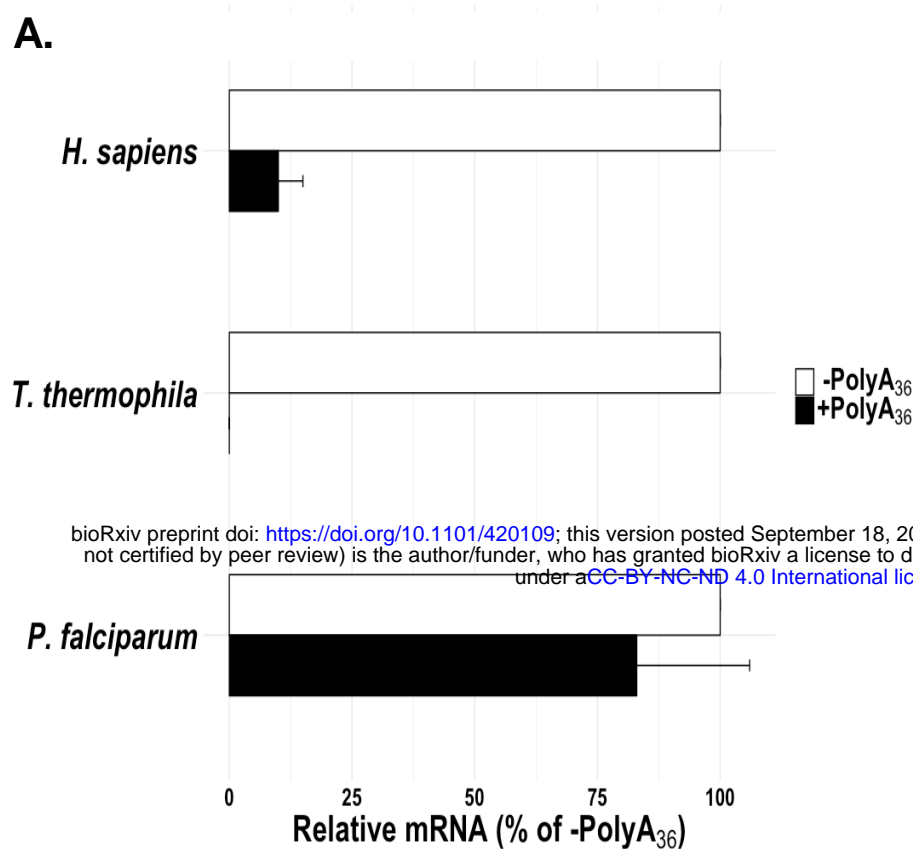 A.
H. sapiens
T. thermophila
-PolyA36
+PolyA36
bioRxiv preprint doi: https://doi.org/10.1101/420109; this version posted September 18, 20
not certified by peer review) is the author/funder, who has granted bioRxiv a license to d
under aCC-BY-NC-ND 4.0 International lic
P. falciparum
0 25 50 75 100
Relative mRNA (% of -PolyA36)